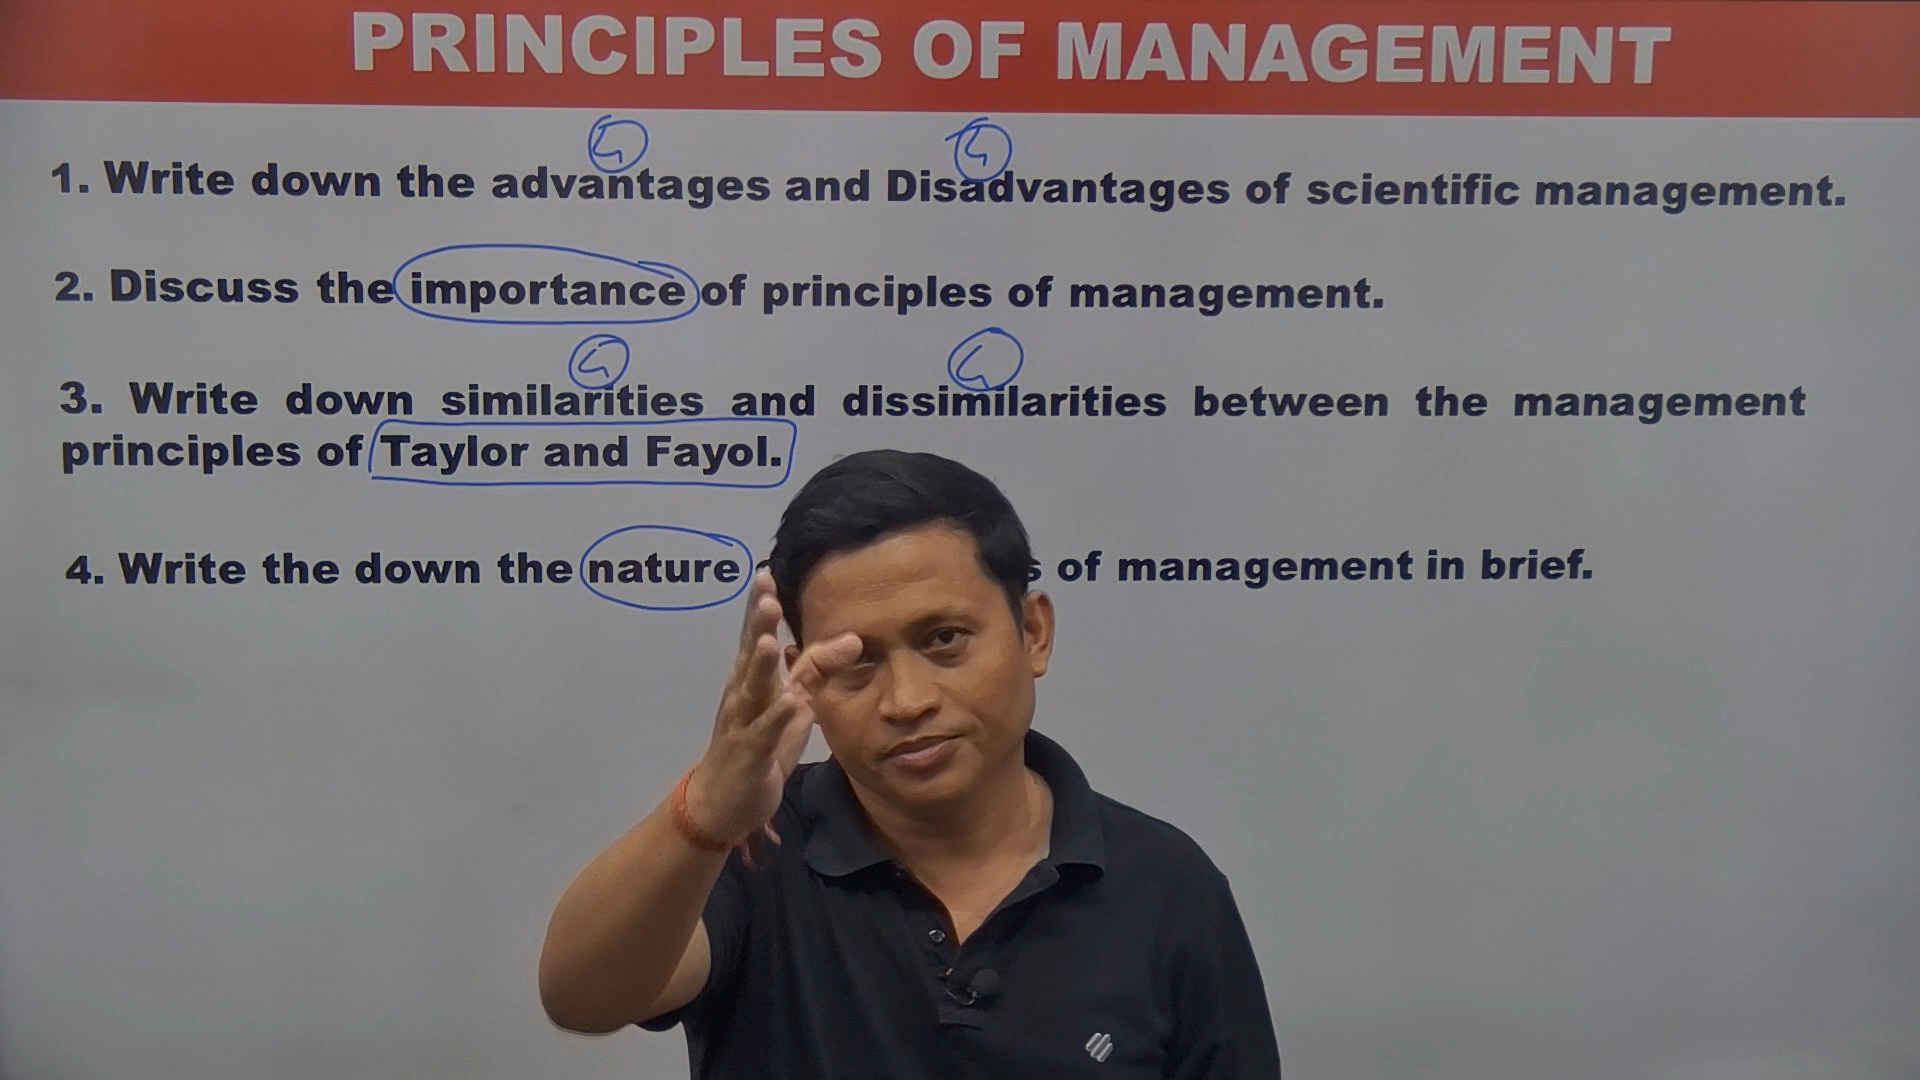 PRINCIPLES OF MANAGEMENT
1. Write down the advantages and Disadvantages of scientific management.
2. Discuss the importance of principles of management.
3. Write down similarities and dissimilarities between the management
principles of Taylor and Fayol.
4. Write the down the nature of management in brief.